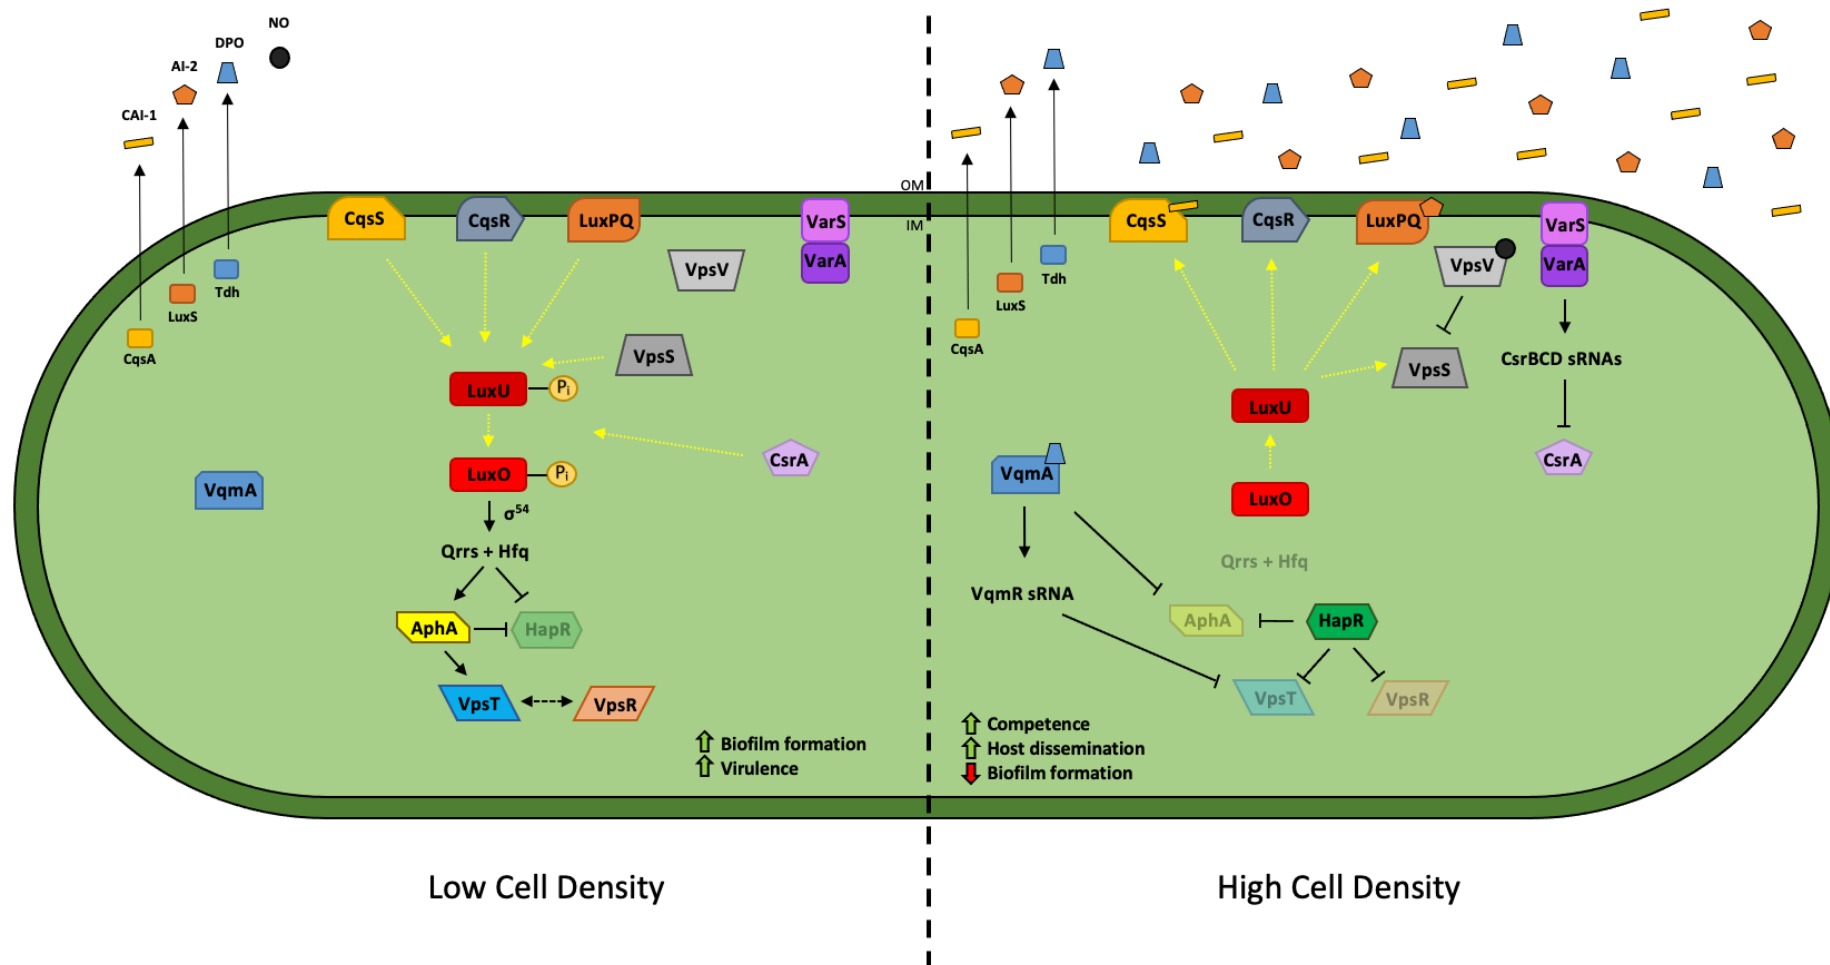 NO
DPO
AI-2
CAI-1
OM
IM
CqsS
CqsR
LuxPQ
VarS
VarA
VpsV
Tdh
LuxS
CqsA
VpsS
LuxU
Pi
CsrA
LuxO
Pi
VqmA
σ54
Qrrs + Hfq
AphA
HapR
VpsT
VpsR
Biofilm formation
Virulence
CqsS
CqsR
LuxPQ
VarS
VarA
VpsV
Tdh
LuxS
CqsA
CsrBCD sRNAs
VpsS
LuxU
CsrA
VqmA
LuxO
Qrrs + Hfq
VqmR sRNA
AphA
HapR
VpsT
VpsR
Competence
Host dissemination
Biofilm formation
Low Cell Density
High Cell Density